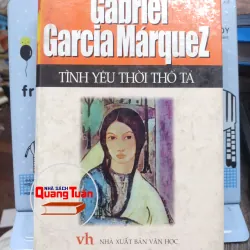 Gabriel
Garcia MárqueZ
TÌNH YÊU THỜI THỔ TẢ
NHÀ SÁCH
Quang Tuấn
vh NHÀ XUẤT BẢN VĂN HỌC